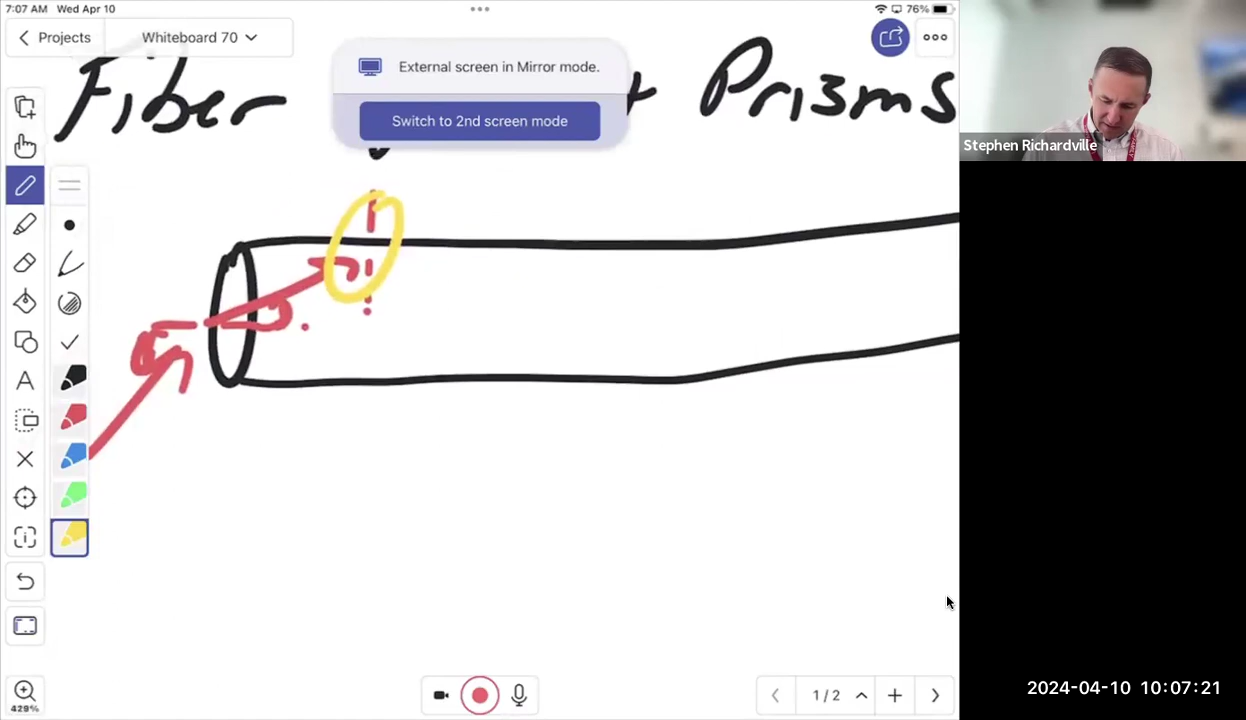 7:07 AM Wed Apr 10
76%
Projects
Whiteboard 70
External screen in Mirror mode.
Switch to 2nd screen mode
Fiber
Prisms
Stephen Richardville
A
429%
1 / 2
2024-04-10 10:07:21